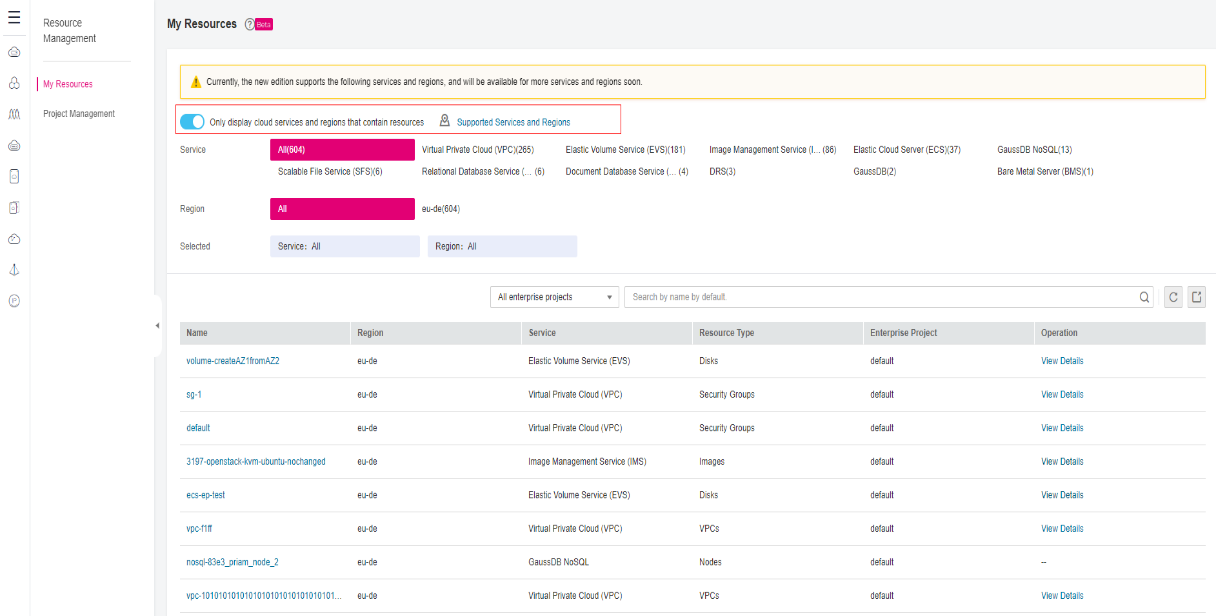 Resource
Management
My Resources
Project Management
My Resources ? Beta
Currently, the new edition supports the following services and regions, and will be available for more services and regions soon.
Only display cloud services and regions that contain resources Supported Services and Regions
Service All(604) Virtual Private Cloud (VPC)(265) Elastic Volume Service (EVS)(181) Image Management Service (I... (86) Elastic Cloud Server (ECS)(37) GaussDB NoSQL(13)
Scalable File Service (SFS)(6) Relational Database Service (... (6) Document Database Service (... (4) DRS(3) GaussDB(2) Bare Metal Server (BMS)(1)
Region All eu-de(604)
Selected Service: All Region: All
All enterprise projects Search by name by default.
Name Region Service Resource Type Enterprise Project Operation
volume-createAZ1fromAZ2 eu-de Elastic Volume Service (EVS) Disks default View Details
sg-1 eu-de Virtual Private Cloud (VPC) Security Groups default View Details
default eu-de Virtual Private Cloud (VPC) Security Groups default View Details
3197-openstack-kvm-ubuntu-nochanged eu-de Image Management Service (IMS) Images default View Details
ecs-ep-test eu-de Elastic Volume Service (EVS) Disks default View Details
vpc-f1ff eu-de Virtual Private Cloud (VPC) VPCs default View Details
nosql-83e3_priam_node_2 eu-de GaussDB NoSQL Nodes default --
vpc-1010101010101010101010101010101... eu-de Virtual Private Cloud (VPC) VPCs default View Details